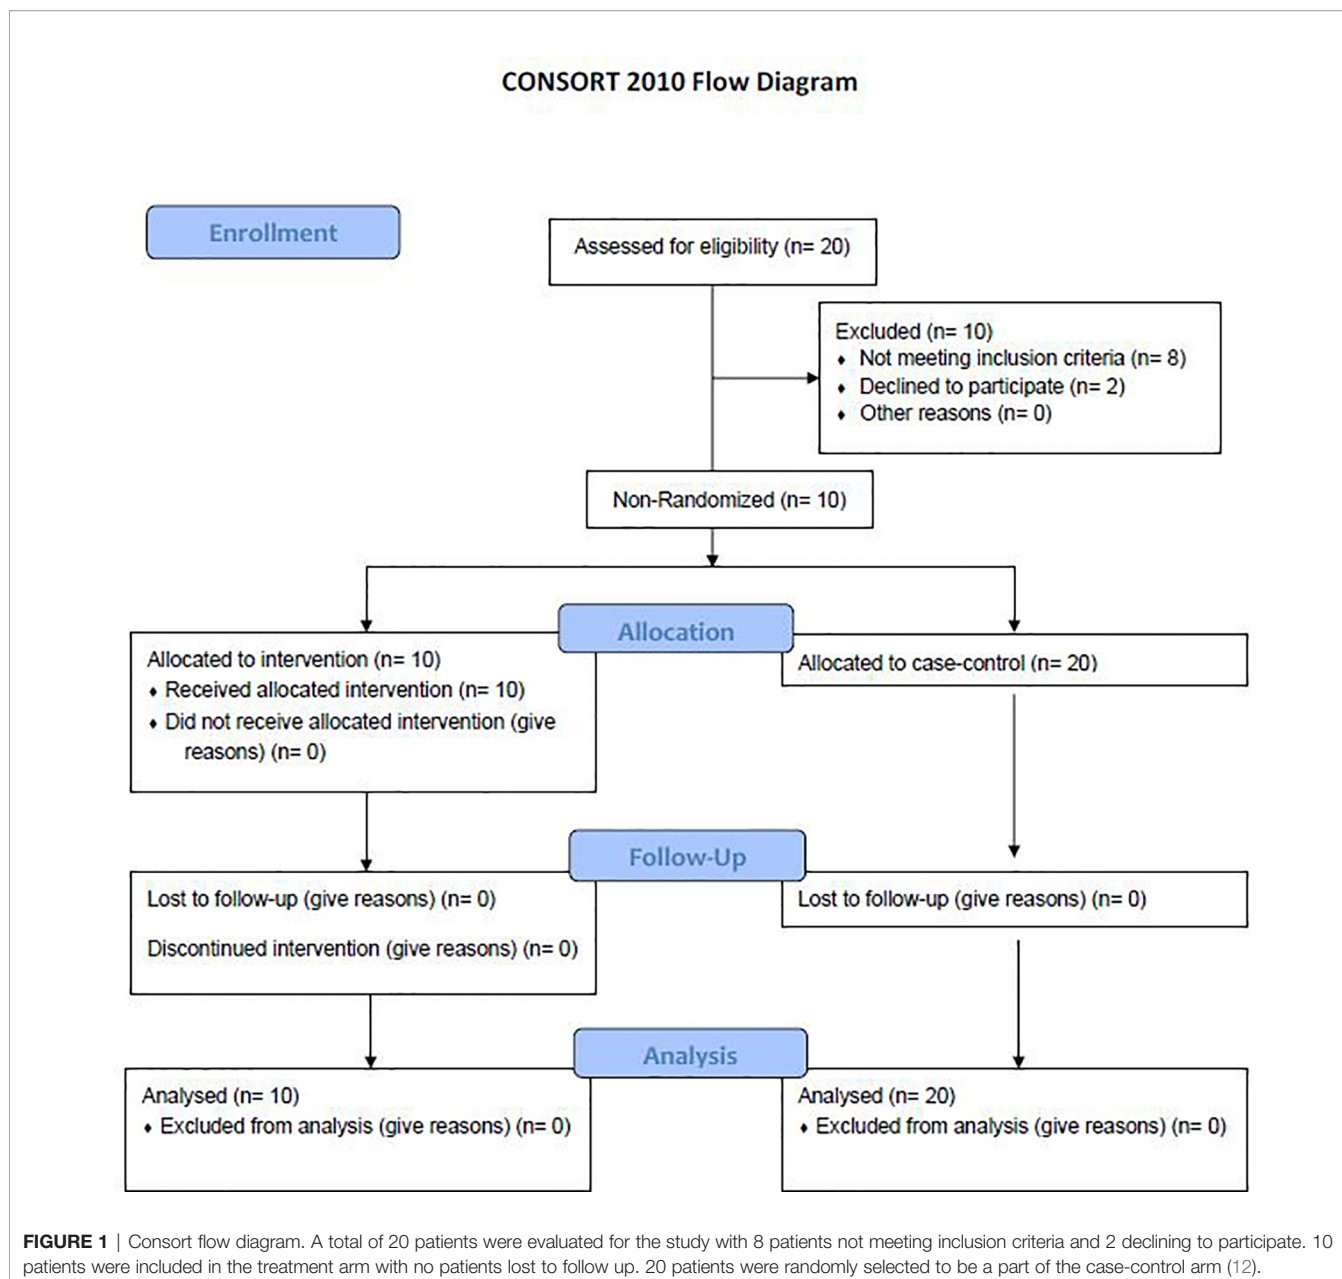 CONSORT 2010 Flow Diagram
Enrollment
Assessed for eligibility (n= 20)
Excluded (n= 10)
♦ Not meeting inclusion criteria (n= 8)
♦ Declined to participate (n= 2)
♦ Other reasons (n= 0)
Non-Randomized (n= 10)
Allocation
Allocated to intervention (n= 10)
♦ Received allocated intervention (n= 10)
♦ Did not receive allocated intervention (give
reasons) (n= 0)
Allocated to case-control (n= 20)
Follow-Up
Lost to follow-up (give reasons) (n= 0)
Discontinued intervention (give reasons) (n= 0)
Lost to follow-up (give reasons) (n= 0)
Analysis
Analysed (n= 10)
♦ Excluded from analysis (give reasons) (n= 0)
Analysed (n= 20)
♦ Excluded from analysis (give reasons) (n= 0)
FIGURE 1 | Consort flow diagram. A total of 20 patients were evaluated for the study with 8 patients not meeting inclusion criteria and 2 declining to participate. 10
patients were included in the treatment arm with no patients lost to follow up. 20 patients were randomly selected to be a part of the case-control arm (12).